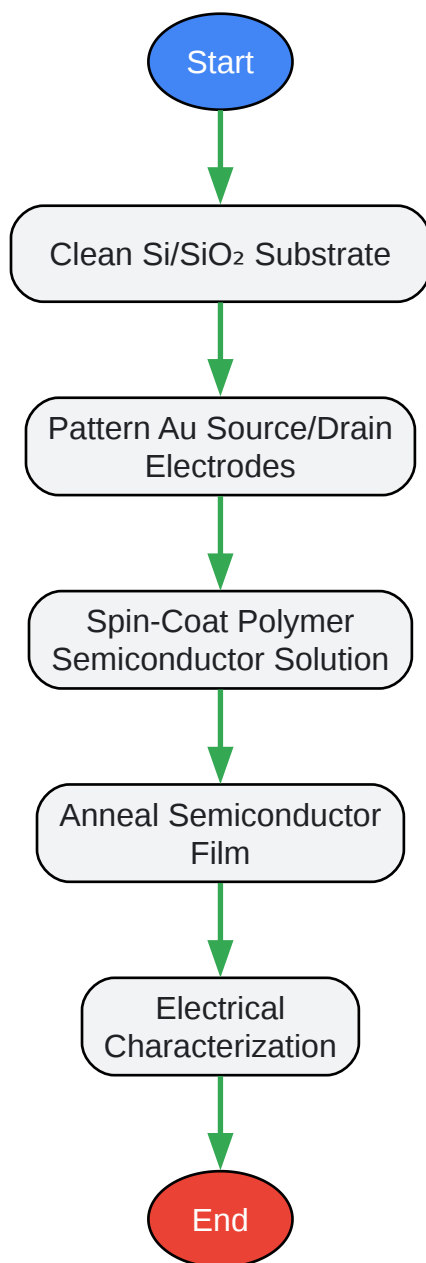 Start
Clean Si/SiO₂ Substrate
Pattern Au Source/Drain
Electrodes
Spin-Coat Polymer
Semiconductor Solution
Anneal Semiconductor
Film
Electrical
Characterization
End